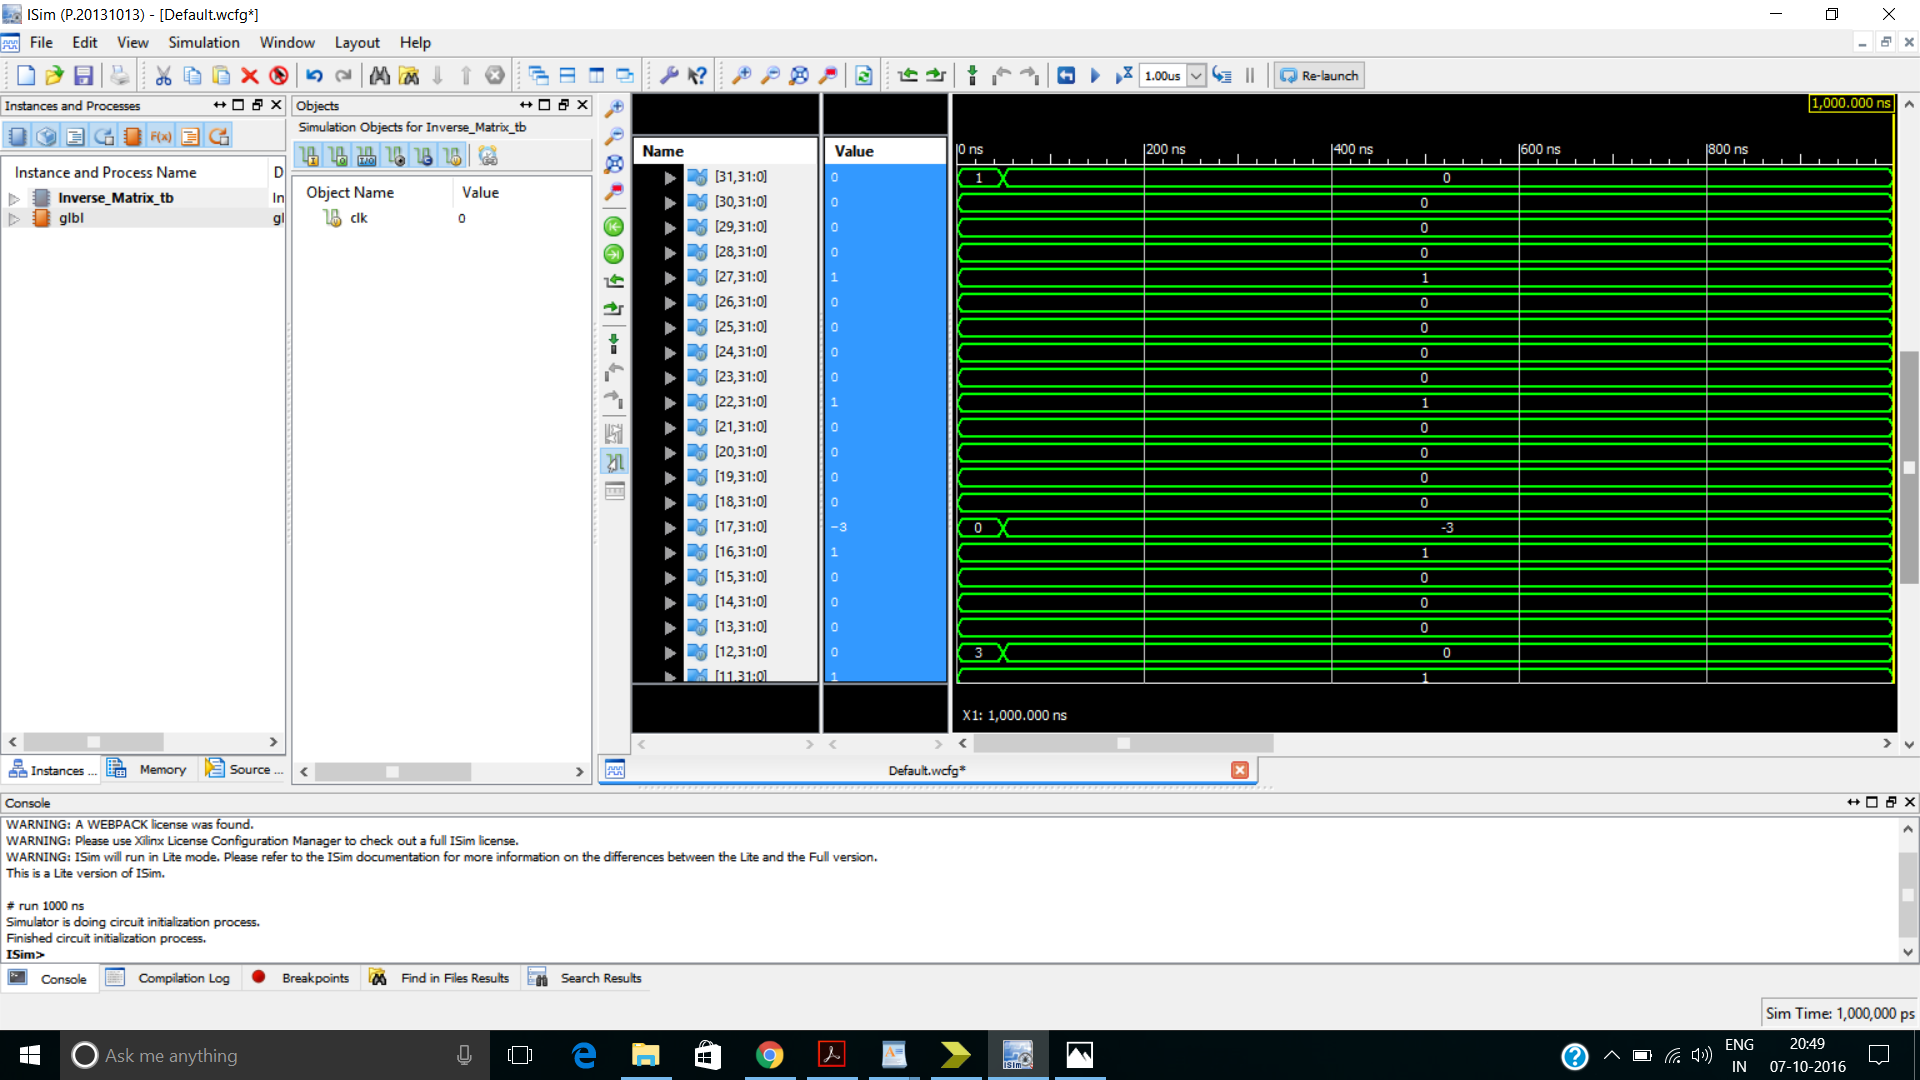 ISim (P.20131013) - [Default.wcfg*]
File Edit View Simulation Window Layout Help
1.00us Re-launch
Instances and Processes
Instance and Process Name D
Inverse_Matrix_tb In
glbl gl
Instances ... Memory Source ...
Objects
Simulation Objects for Inverse_Matrix_tb
Object Name Value
clk 0
1,000.000 ns
Name Value 0 ns 200 ns 400 ns 600 ns 800 ns
[31,31:0] 0 1 0
[30,31:0] 0 0
[29,31:0] 0 0
[28,31:0] 0 0
[27,31:0] 1 1
[26,31:0] 0 0
[25,31:0] 0 0
[24,31:0] 0 0
[23,31:0] 0 0
[22,31:0] 1 1
[21,31:0] 0 0
[20,31:0] 0 0
[19,31:0] 0 0
[18,31:0] 0 0
[17,31:0] -3 0 -3
[16,31:0] 1 1
[15,31:0] 0 0
[14,31:0] 0 0
[13,31:0] 0 0
[12,31:0] 0 3 0
[11,31:0] 1 1
X1: 1,000.000 ns
Default.wcfg*
Console
WARNING: A WEBPACK license was found.
WARNING: Please use Xilinx License Configuration Manager to check out a full ISim license.
WARNING: ISim will run in Lite mode. Please refer to the ISim documentation for more information on the differences between the Lite and the Full version.
This is a Lite version of ISim.
# run 1000 ns
Simulator is doing circuit initialization process.
Finished circuit initialization process.
ISim>
Console Compilation Log Breakpoints Find in Files Results Search Results
Sim Time: 1,000,000 ps
Ask me anything
ENG
IN
20:49
07-10-2016